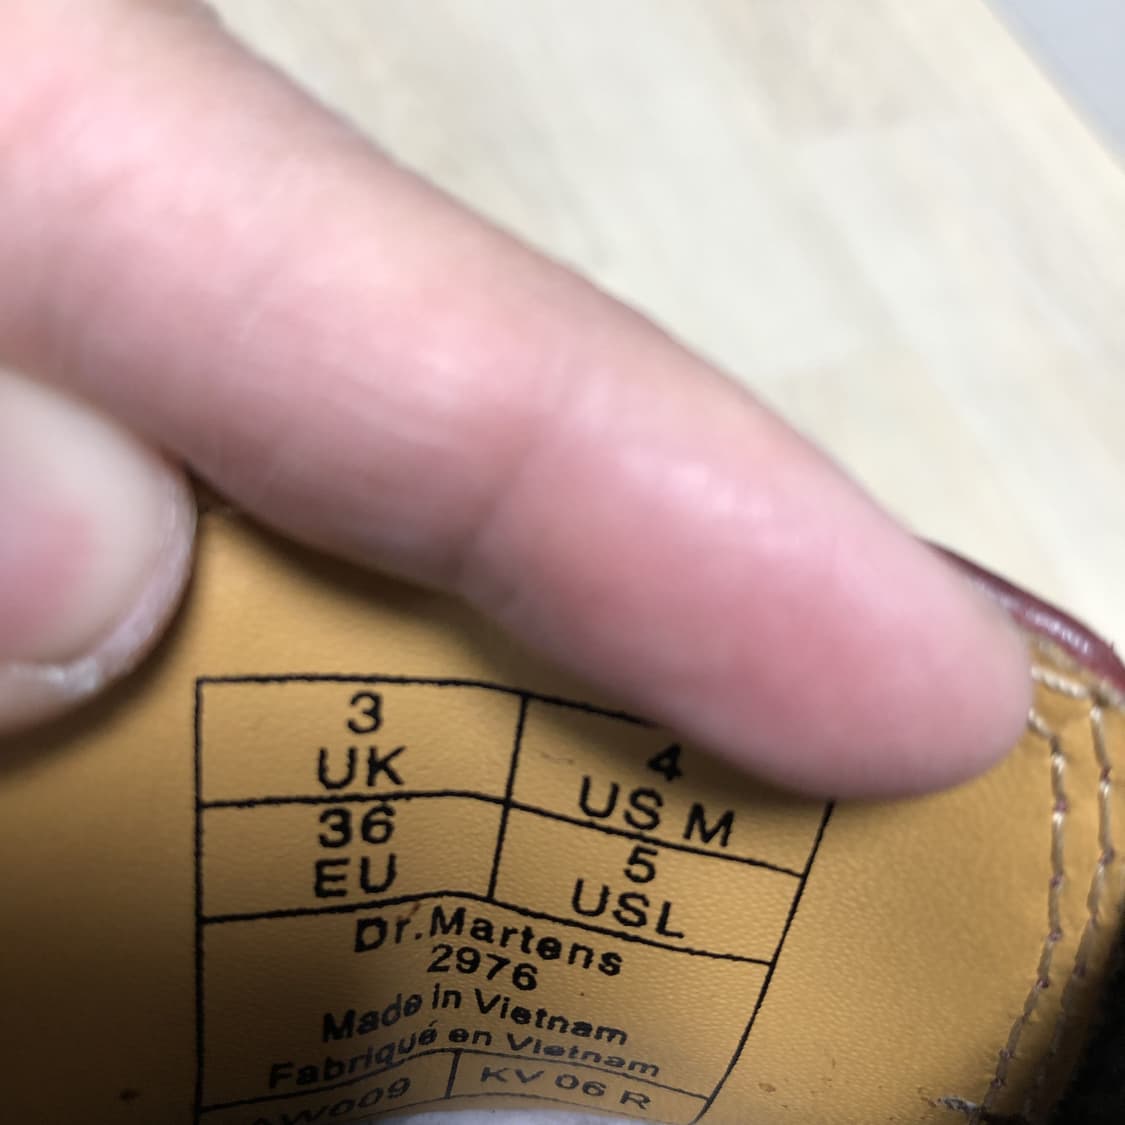 3
UK
4
US M
36
EU
5
USL
Dr.Martens
2976
Made in Vietnam
Fabriqué en Vietnam
KV 06 R